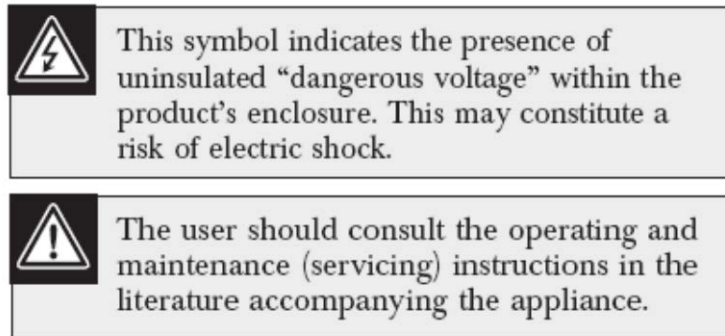 This symbol indicates the presence of
uninsulated “dangerous voltage” within the
product’s enclosure. This may constitute a
risk of electric shock.
The user should consult the operating and
maintenance (servicing) instructions in the
literature accompanying the appliance.